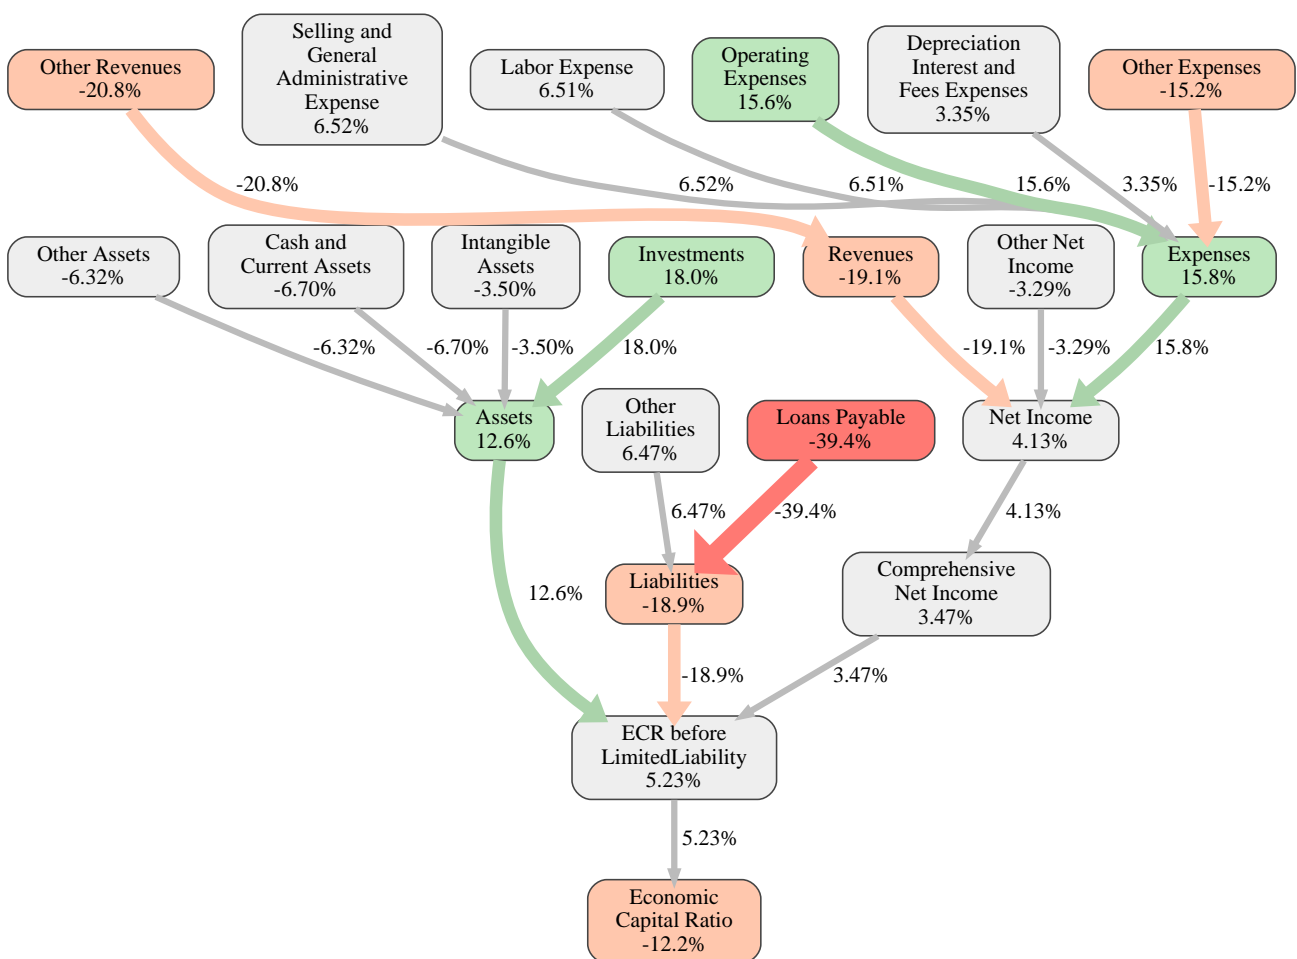 Other Revenues
-20.8%
Selling and
General
Administrative
Expense
6.52%
Labor Expense
6.51%
Operating
Expenses
15.6%
Depreciation
Interest and
Fees Expenses
3.35%
Other Expenses
-15.2%
-20.8%
6.52%
6.51%
15.6%
3.35%
-15.2%
Other Assets
-6.32%
Cash and
Current Assets
-6.70%
Intangible
Assets
-3.50%
Investments
18.0%
Revenues
-19.1%
Other Net
Income
-3.29%
Expenses
15.8%
-6.32%
-6.70%
-3.50%
18.0%
-19.1%
-3.29%
15.8%
Assets
12.6%
Other
Liabilities
6.47%
Loans Payable
-39.4%
Net Income
4.13%
6.47%
-39.4%
4.13%
12.6%
Liabilities
-18.9%
Comprehensive
Net Income
3.47%
-18.9%
3.47%
ECR before
LimitedLiability
5.23%
5.23%
Economic
Capital Ratio
-12.2%